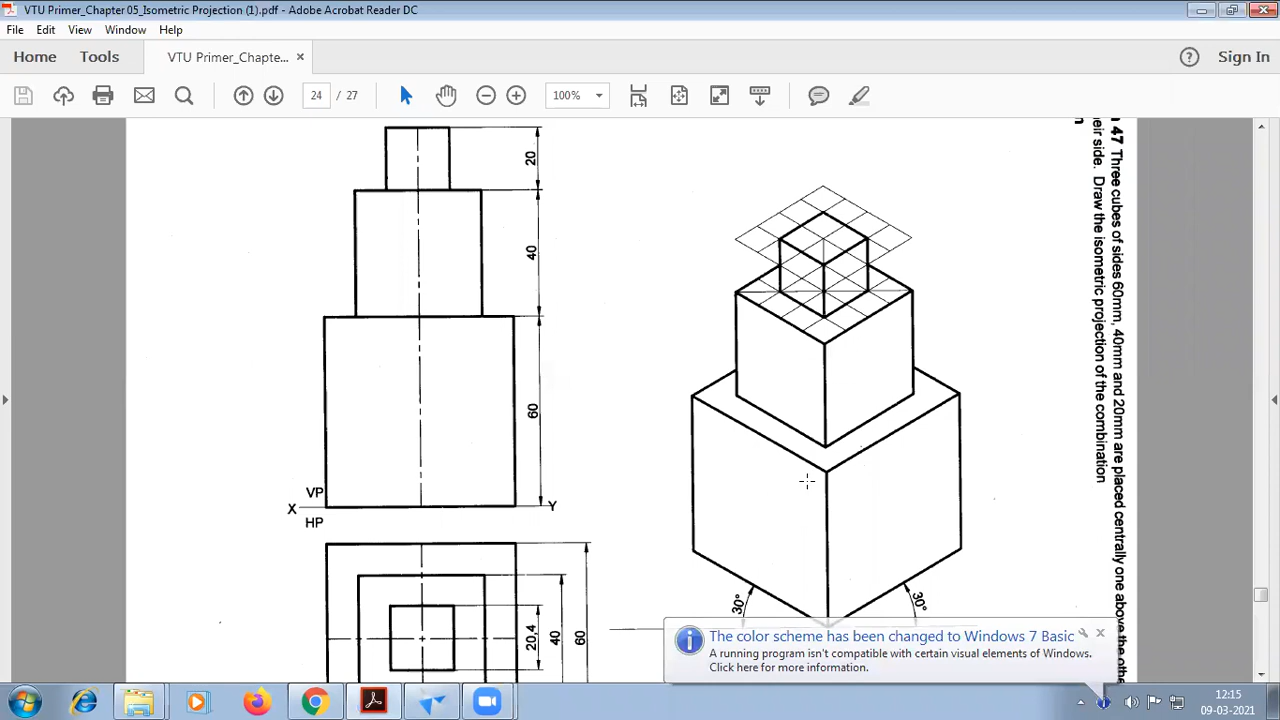 VTU Primer_Chapter 05_Isometric Projection (1).pdf - Adobe Acrobat Reader DC
File Edit View Window Help
Home Tools VTU Primer_Chapte... × Sign In
24 / 27 100%
47 Three cubes of sides 60mm, 40mm and 20mm are placed centrally one above the othe
eir side. Draw the isometric projection of the combination
n
20
40
60
VP
X Y
HP
20,4
40
60
30°
30°
The color scheme has been changed to Windows 7 Basic
A running program isn't compatible with certain visual elements of Windows.
Click here for more information.
12:15
09-03-2021